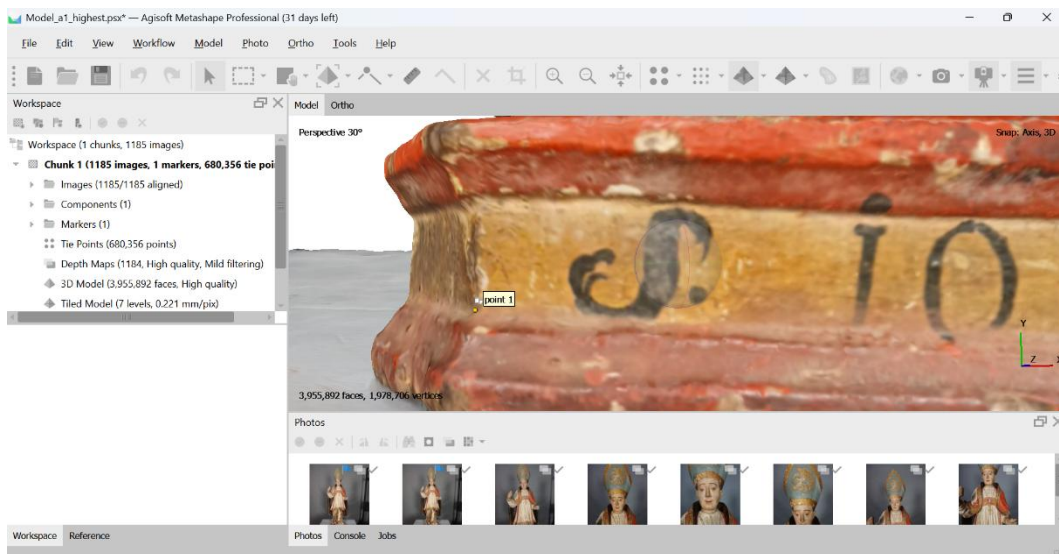 Model_a1_highest.psx* — Agisoft Metashape Professional (31 days left)
File Edit View Workflow Model Photo Ortho Tools Help
Workspace
Model Ortho
Perspective 30°
Snap: Axis, 3D
Workspace (1 chunks, 1185 images)
Chunk 1 (1185 images, 1 markers, 680,356 tie poi
Images (1185/1185 aligned)
Components (1)
Markers (1)
Tie Points (680,356 points)
Depth Maps (1184, High quality, Mild filtering)
3D Model (3,955,892 faces, High quality)
Tiled Model (7 levels, 0.221 mm/pix)
S. IO
point 1
Y
Z X
3,955,892 faces, 1,978,706 vertices
Photos
Workspace Reference
Photos Console Jobs